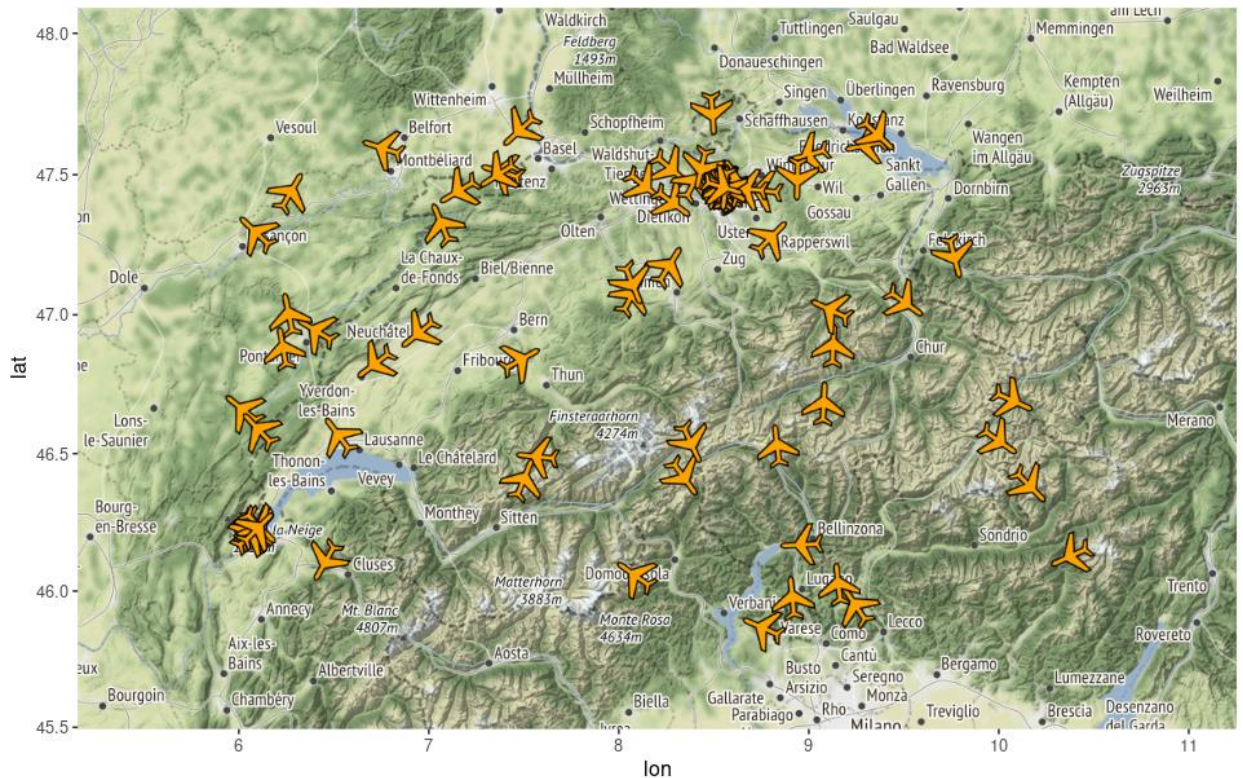 am Lech
Waldkirch
Saulgau
Tuttlingen
Memmingen
48.0
Feldberg
1493m
Bad Waldsee
Donaueschingen
Müllheim
Singen
Überlingen
Ravensburg
Kempten
(Allgäu)
Weilheim
Wittenheim
Schopfheim
Schaffhausen
Vesoul
Belfort
Wangen
im Allgäu
Basel
Waldshut-
Montbéliard
Zugspitze
2963m
47.5
Sankt
Gallen
Wil
Dornbirn
Gossau
Dietikon
Olten
Uster
Rapperswil
La Chaux-
de-Fonds
Biel/Bienne
Zug
Dole
47.0
Neuchâtel
Bern
Chur
Thun
Yverdon-
les-Bains
Lons-
le-Saunier
Finsteraarhorn
4274m
Merano
lat
46.5
Lausanne
Le Châtelard
Thonon-
les-Bains
Vevey
Bourg-
en-Bresse
Monthey
Sitten
la Neige
Bellinzona
Sondrio
Cluses
Matterhorn
3883m
Trento
46.0
Annecy
Mt. Blanc
4807m
Monte Rosa
4634m
Varese
Como
Lecco
Rovereto
Aix-les-
Bains
Aosta
Cantù
Albertville
Busto
Arsizio
Seregno
Monza
Bergamo
Lumezzane
Bourgoin
Chambéry
Biella
Gallarate
Parabiago
Rho
Milano
Treviglio
Brescia
Desenzano
del Garda
45.5
6
7
8
9
10
11
lon